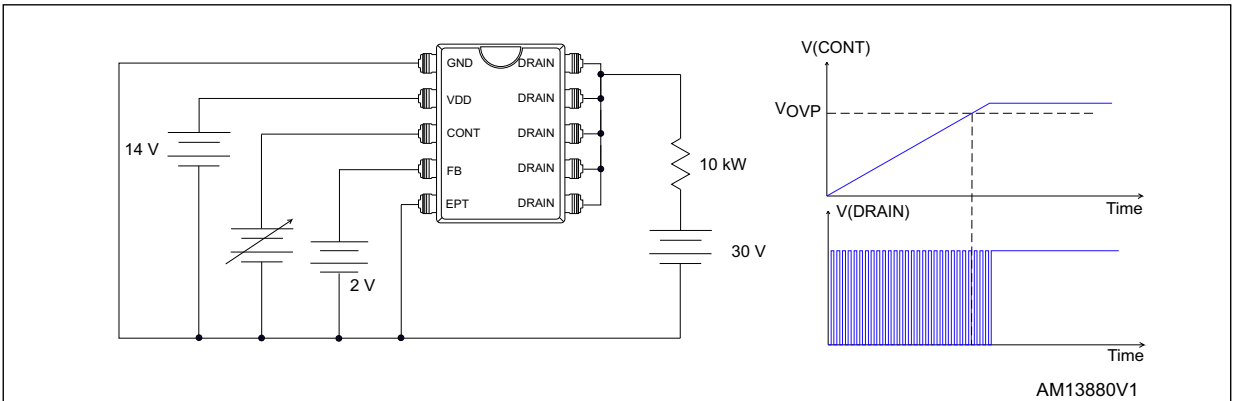 GND
VDD
CONT
FB
EPT
DRAIN
DRAIN
DRAIN
DRAIN
DRAIN
14 V
2 V
10 kW
30 V
V(CONT)
VOVP
Time
V(DRAIN)
Time
AM13880V1